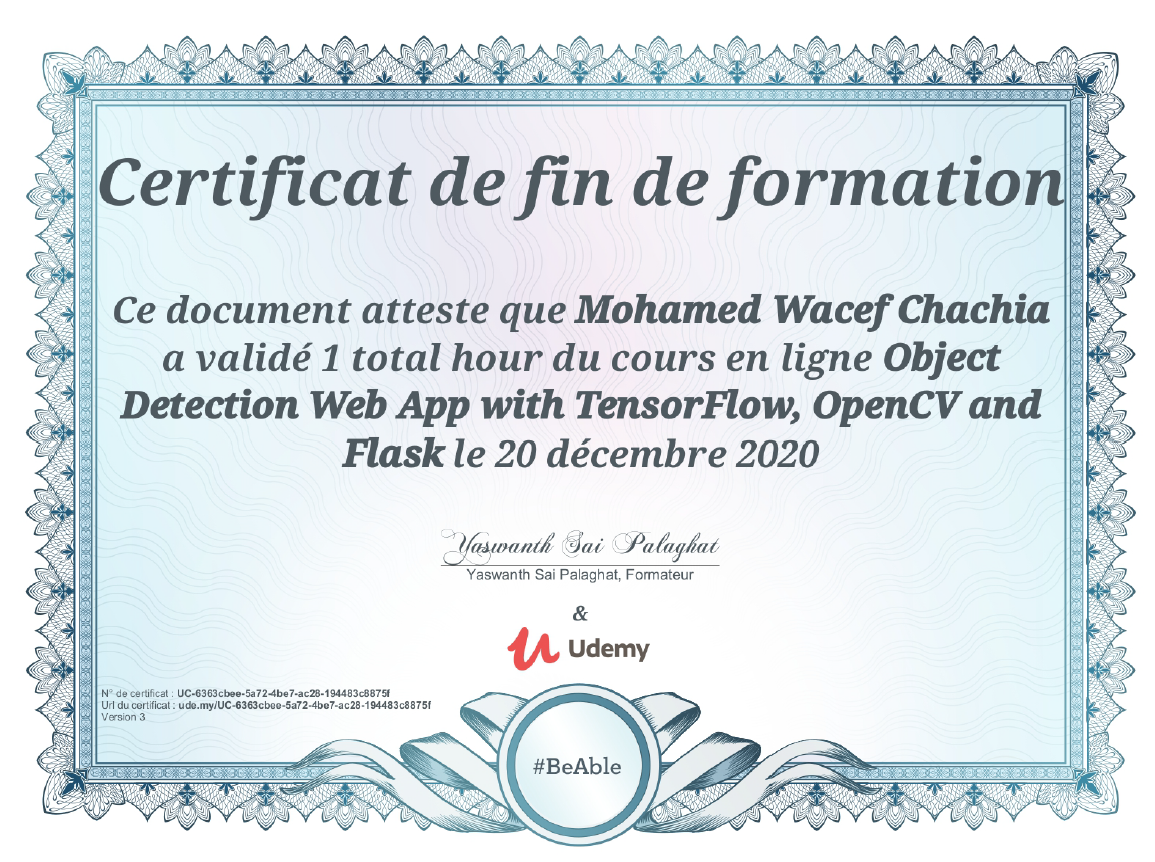 Certificat de fin de formation
Ce document atteste que Mohamed Wacef Chachia
a validé 1 total hour du cours en ligne Object
Detection Web App with TensorFlow, OpenCV and
Flask le 20 décembre 2020
Yaswanth Sai Palaghat
Yaswanth Sai Palaghat, Formateur
&
Udemy
N° de certificat : UC-6363cbee-5a72-4be7-ac28-194483c8875f
Url du certificat : ude.my/UC-6363cbee-5a72-4be7-ac28-194483c8875f
Version 3
#BeAble